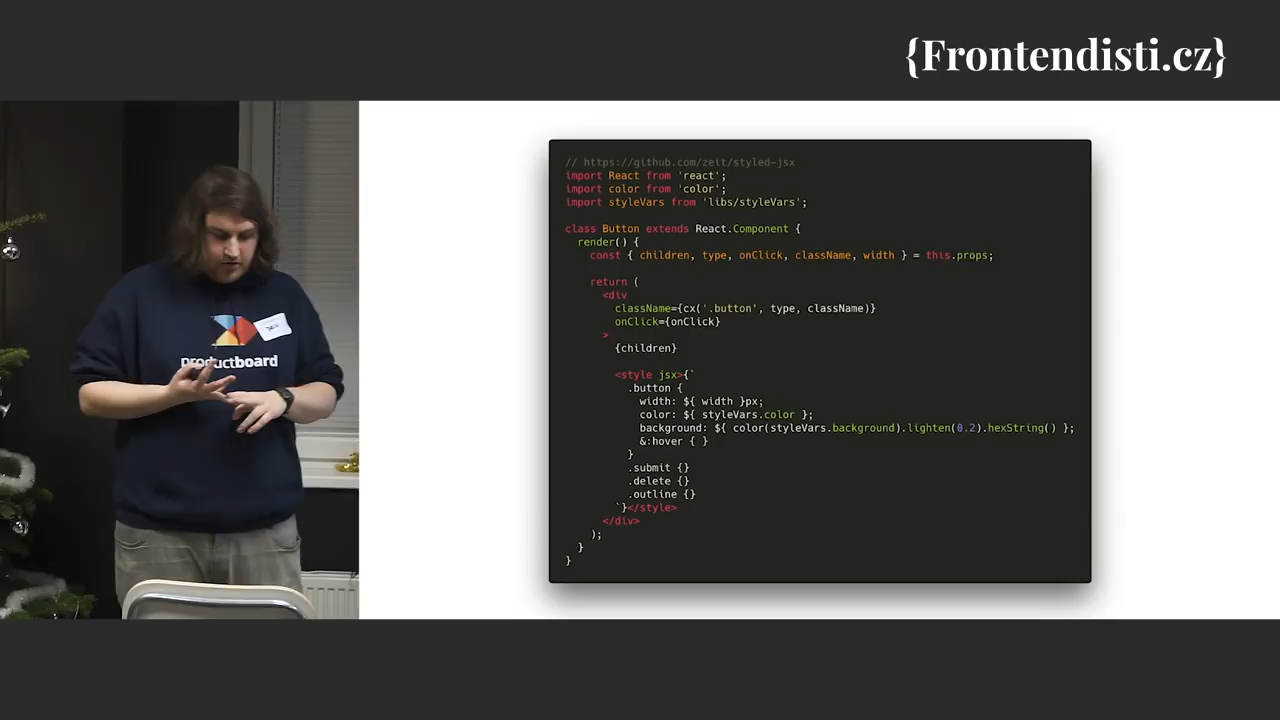 {Frontendisti.cz}
productboard
// https://github.com/zeit/styled-jsx
import React from 'react';
import color from 'color';
import styleVars from 'libs/styleVars';
class Button extends React.Component {
render() {
const { children, type, onClick, className, width } = this.props;
return (
<div
className={cx('.button', type, className)}
onClick={onClick}
>
{children}
<style jsx>{`
.button {
width: ${ width }px;
color: ${ styleVars.color };
background: ${ color(styleVars.background).lighten(0.2).hexString() };
&:hover { }
}
.submit {}
.delete {}
.outline {}
`}</style>
</div>
);
}
}